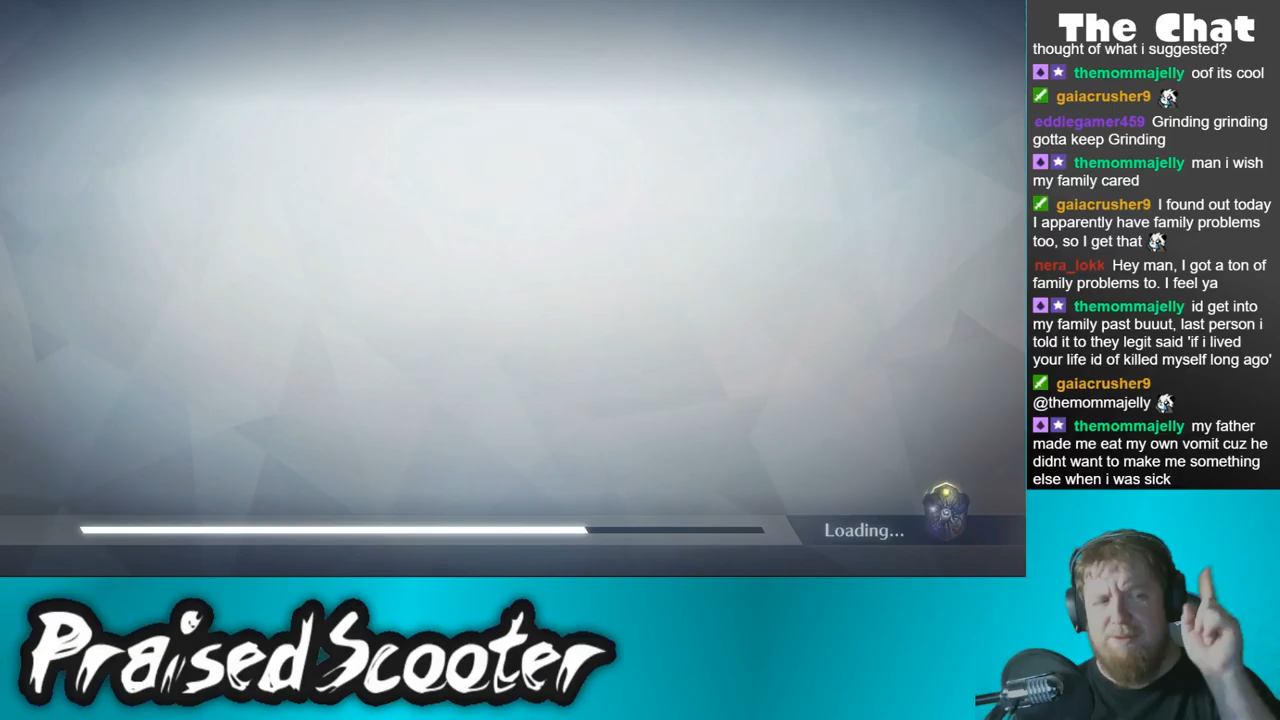 The Chat
thought of what i suggested?
themommajelly oof its cool
gaiacrusher9
eddiegamer459 Grinding grinding
gotta keep Grinding
themommajelly man i wish
my family cared
gaiacrusher9 I found out today
I apparently have family problems
too, so I get that
nera_lokk Hey man, I got a ton of
family problems to. I feel ya
themommajelly id get into
my family past buuut, last person i
told it to they legit said 'if i lived
your life id of killed myself long ago'
gaiacrusher9
@themommajelly
themommajelly my father
made me eat my own vomit cuz he
didnt want to make me something
else when i was sick
Loading...
PraisedScooter